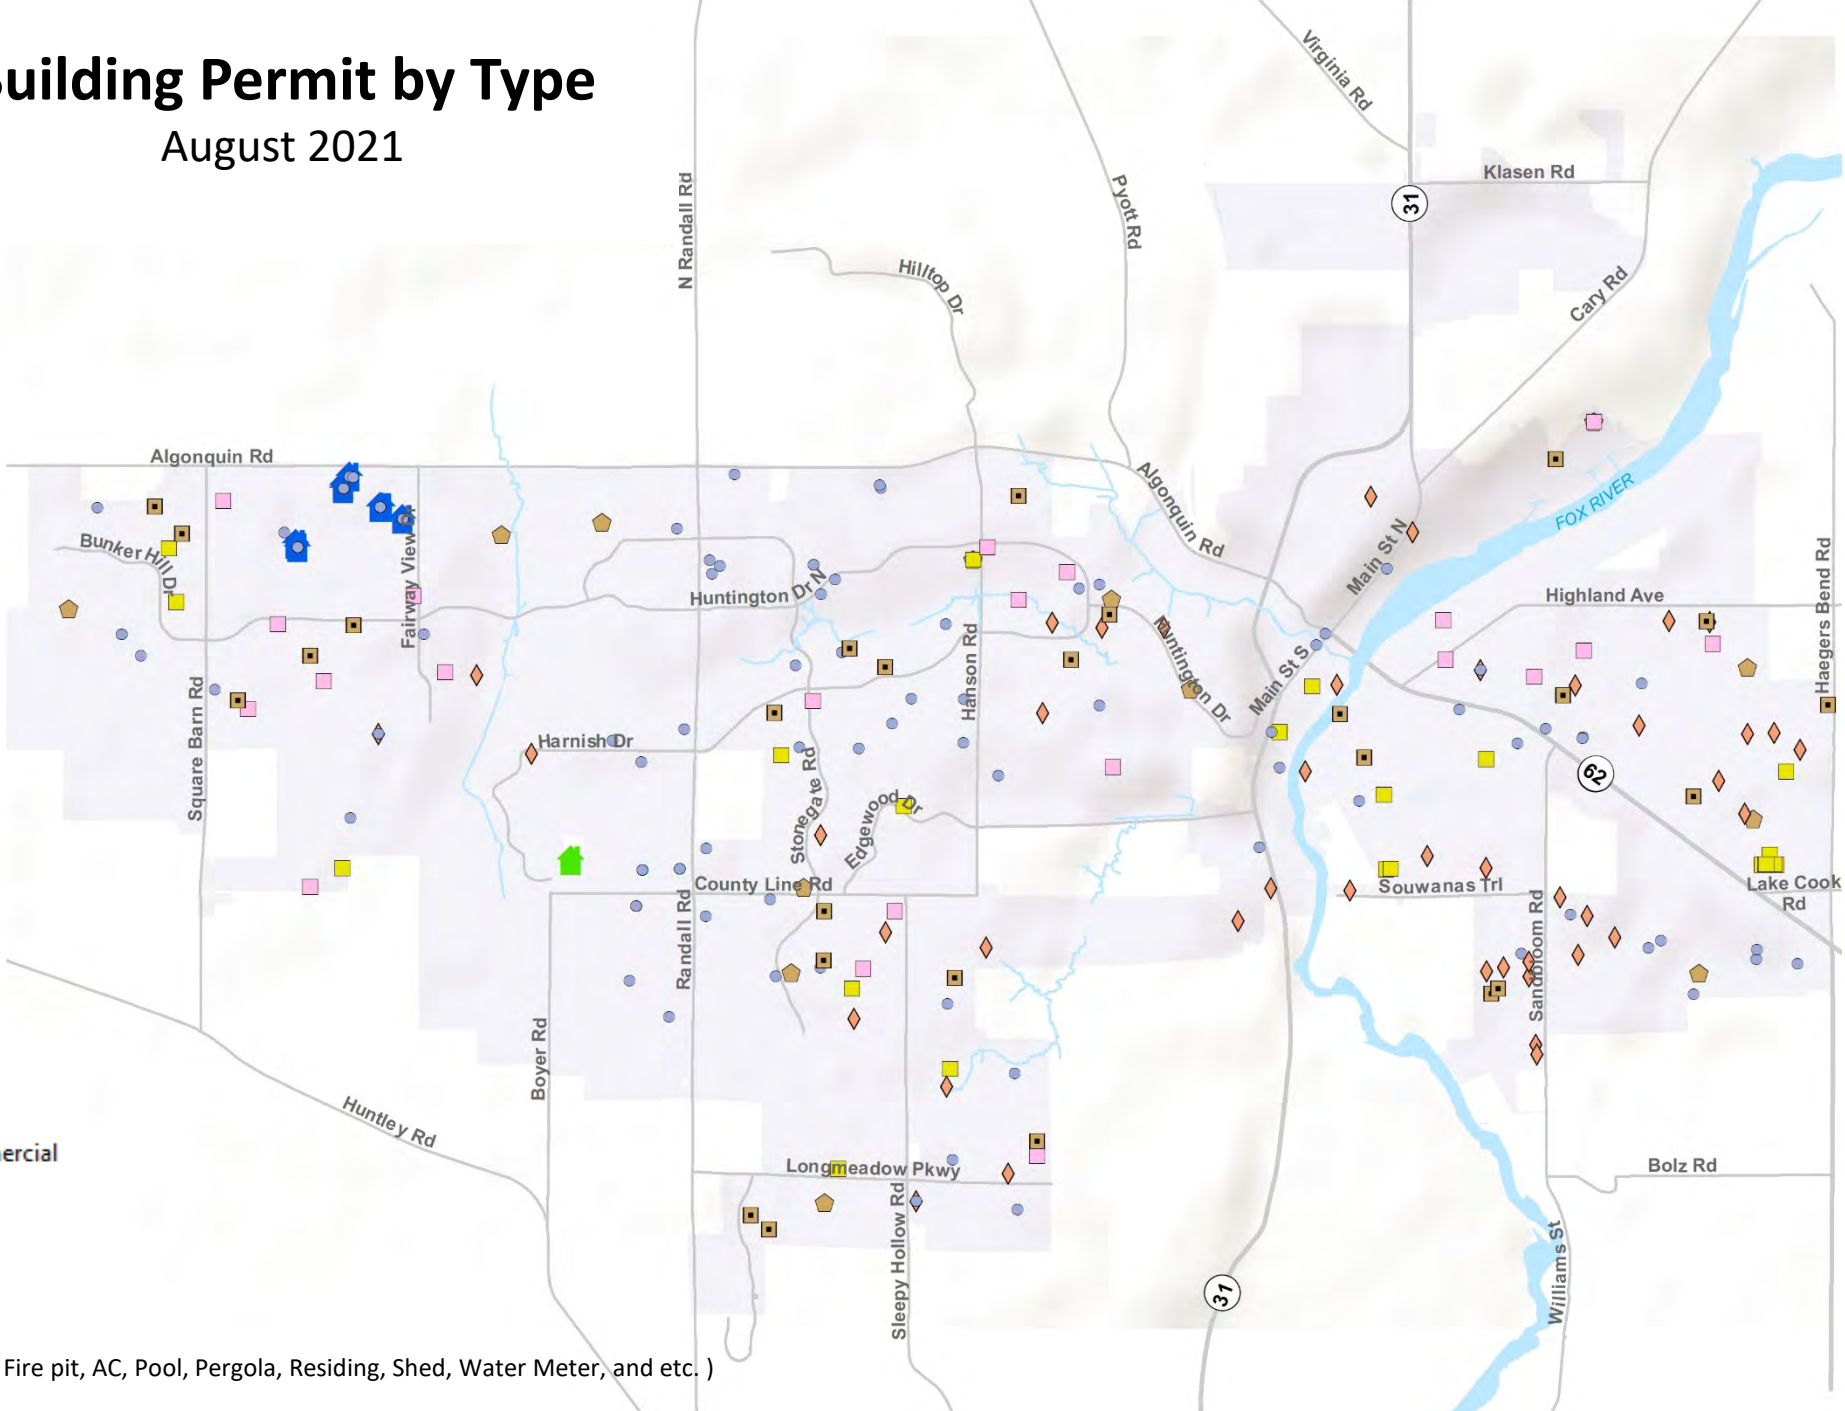 Building Permit by Type
August 2021
Virginia Rd
Klasen Rd
31
N Randall Rd
Pyott Rd
Hilltop Dr
Cary Rd
Algonquin Rd
Algonquin Rd
FOX RIVER
Main St N
Bunker Hill Dr
Fairway View Dr
Huntington Dr N
Highland Ave
Haegers Bend Rd
Huntington Dr
Hanson Rd
Main St S
Square Barn Rd
Harnish Dr
Stonegate Rd
Edgewood Dr
62
County Line Rd
Souwanas Trl
Lake Cook
Rd
Randall Rd
Sandbloom Rd
Boyer Rd
Huntley Rd
ercial
Longmeadow Pkwy
Bolz Rd
Sleepy Hollow Rd
Williams St
31
Fire pit, AC, Pool, Pergola, Residing, Shed, Water Meter, and etc. )